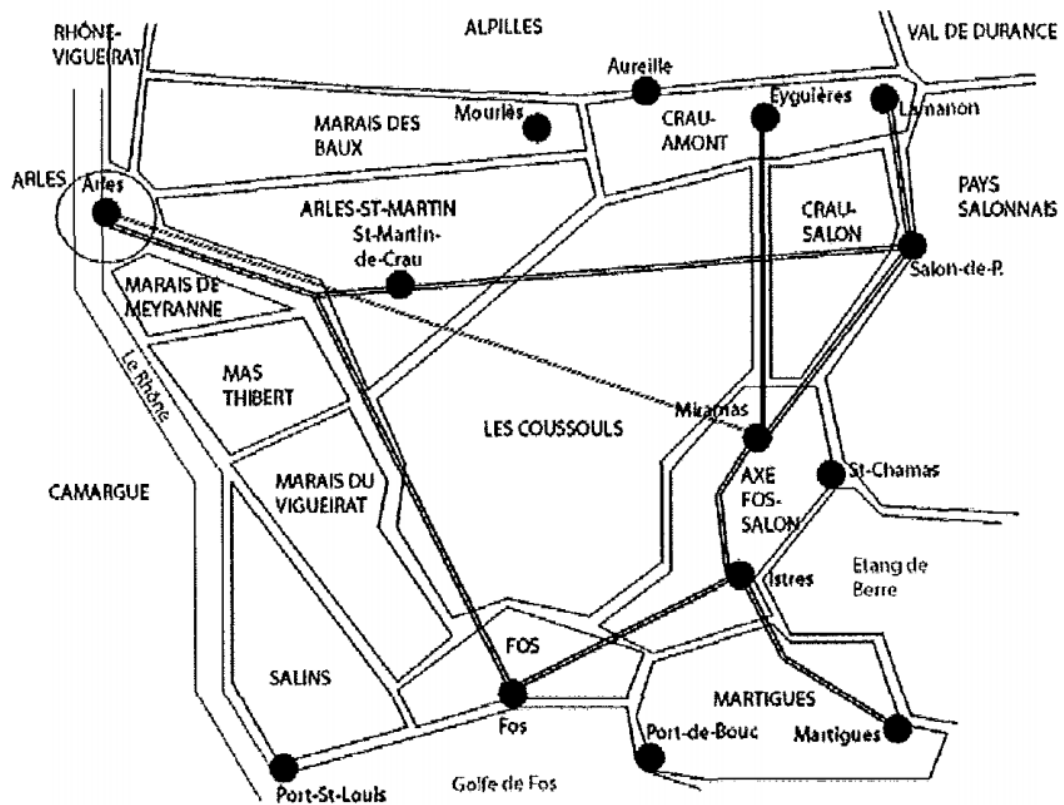 RHÔNE-
VIGUEIRAT
ALPILLES
VAL DE DURANCE
Aureille
Eyguières
Lamanon
Mouriès
CRAU-
AMONT
MARAIS DES
BAUX
ARLES
Arles
ARLES-ST-MARTIN
St-Martin-
de-Crau
CRAU-
SALON
PAYS
SALONNAIS
Salon-de-P.
MARAIS DE
MEYRANNE
Le Rhône
MAS
THIBERT
LES COUSSOULS
Miramas
St-Chamas
CAMARGUE
MARAIS DU
VIGUEIRAT
AXE
FOS-
SALON
Istres
Etang de
Berre
SALINS
FOS
Fos
MARTIGUES
Port-de-Bouc
Martigues
Port-St-Louis
Golfe de Fos